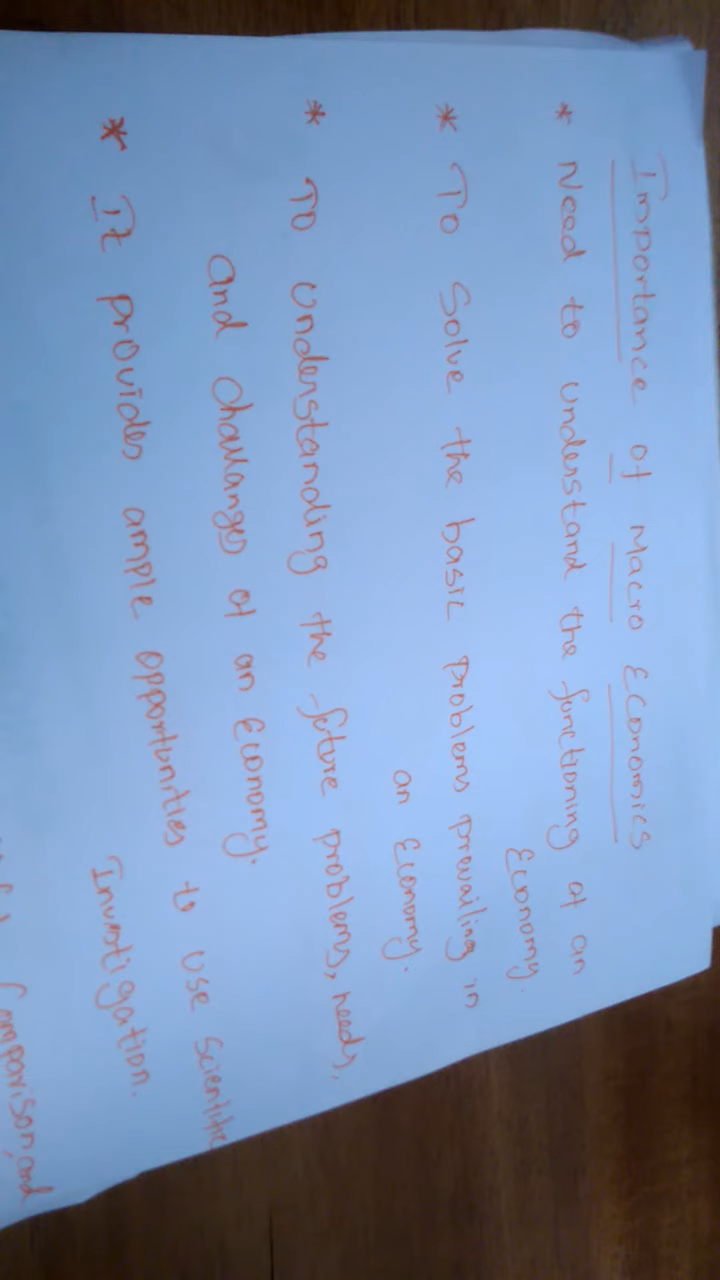 Importance of Macro Economics
* Need to understand the functioning of an
Economy.
* To Solve the basic problems prevailing in
an Economy.
* To understanding the future problems, needs,
and challanges of an Economy.
* It provides ample opportunities to use scientific
Investigation.
Comparison and